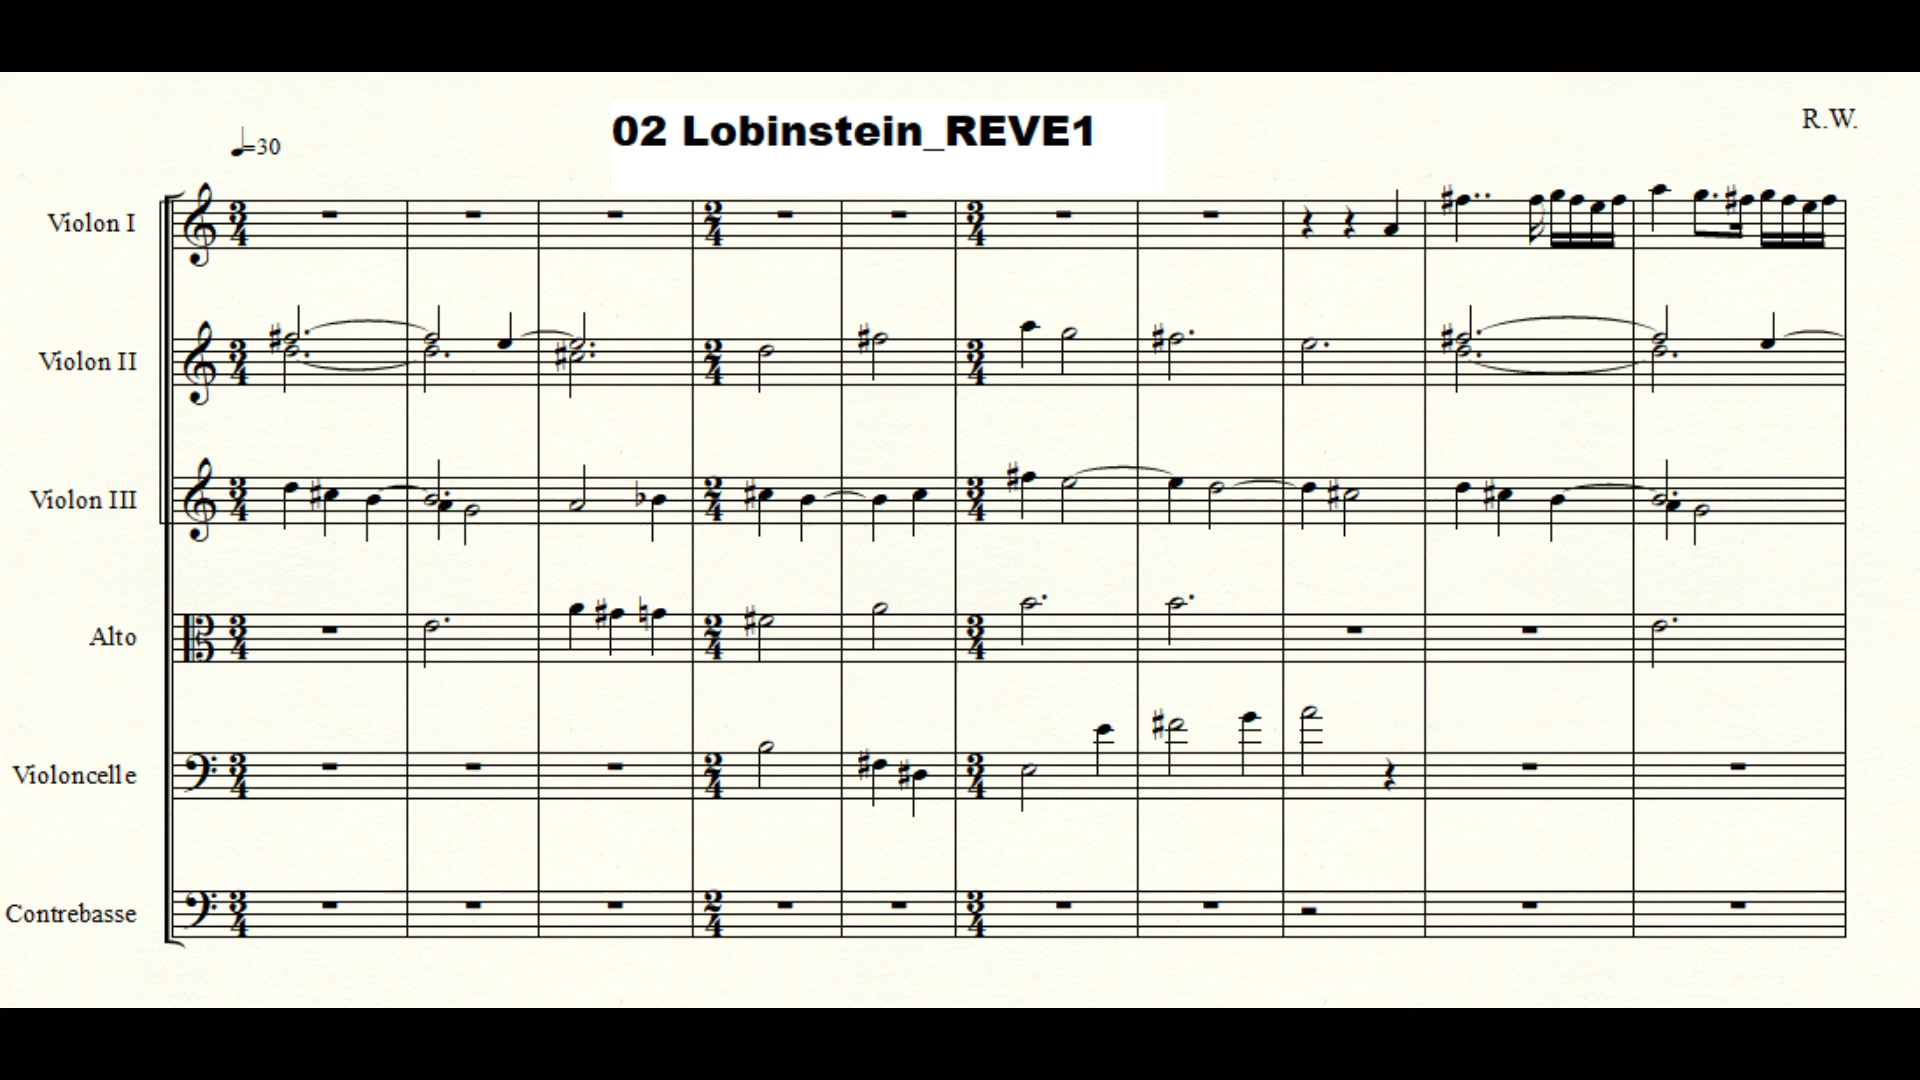 02 Lobinstein_REVE1
R.W.
=30
Violon I
Violon II
Violon III
Alto
Violoncelle
Contrebasse